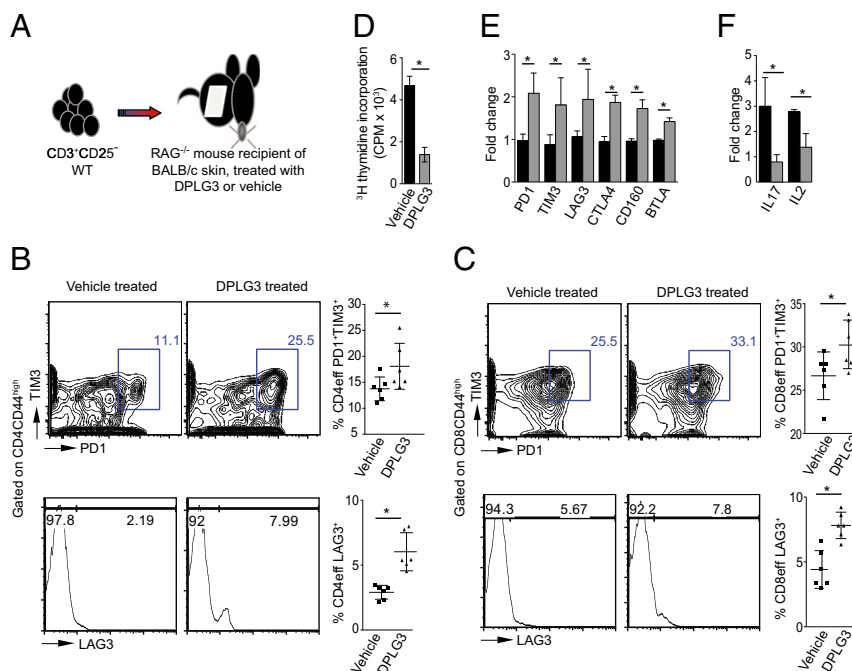 A
CD3⁺CD25⁻
WT
RAG⁻/⁻ mouse recipient of
BALB/c skin, treated with
DPLG3 or vehicle
D
³H thymidine incorporation
(CPM x 10³)
6
4
2
0
*
Vehicle
DPLG3
E
Fold change
3
2
1
0
* * * * * *
PD1
TIM3
LAG3
CTLA4
CD160
BTLA
F
Fold change
4
3
2
1
0
* *
IL17
IL2
B
Vehicle treated
DPLG3 treated
Gated on CD4CD44ʰⁱᵍʰ
TIM3
PD1
11.1
25.5
% CD4eff PD1⁺TIM3⁺
30
25
20
15
10
5
0
*
Vehicle
DPLG3
97.8 2.19
92 7.99
LAG3
% CD4eff LAG3⁺
10
5
0
*
Vehicle
DPLG3
C
Vehicle treated
DPLG3 treated
Gated on CD8CD44ʰⁱᵍʰ
TIM3
PD1
25.5
33.1
% CD8eff PD1⁺TIM3⁺
35
30
25
20
*
Vehicle
DPLG3
94.3 5.67
92.2 7.8
LAG3
% CD8eff LAG3⁺
10
5
0
*
Vehicle
DPLG3